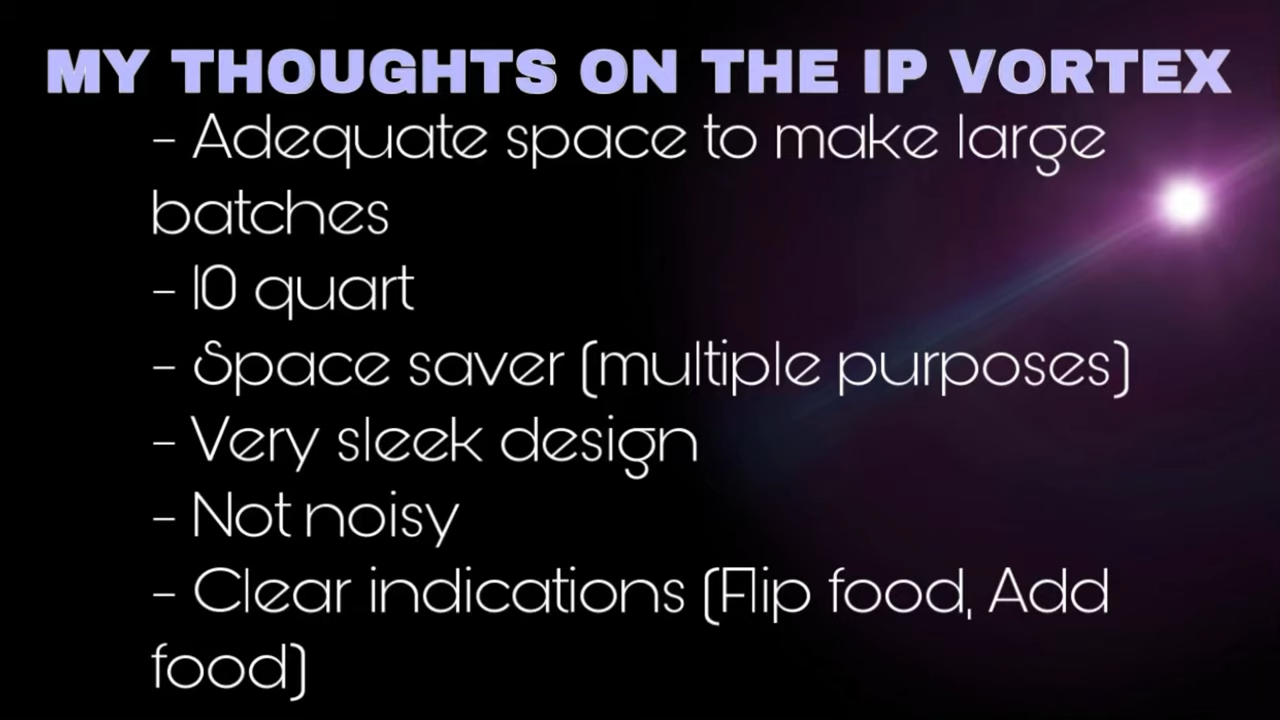 MY THOUGHTS ON THE IP VORTEX
- Adequate space to make large
batches
- 10 quart
- Space saver (multiple purposes)
- Very sleek design
- Not noisy
- Clear indications (Flip food, Add
food)